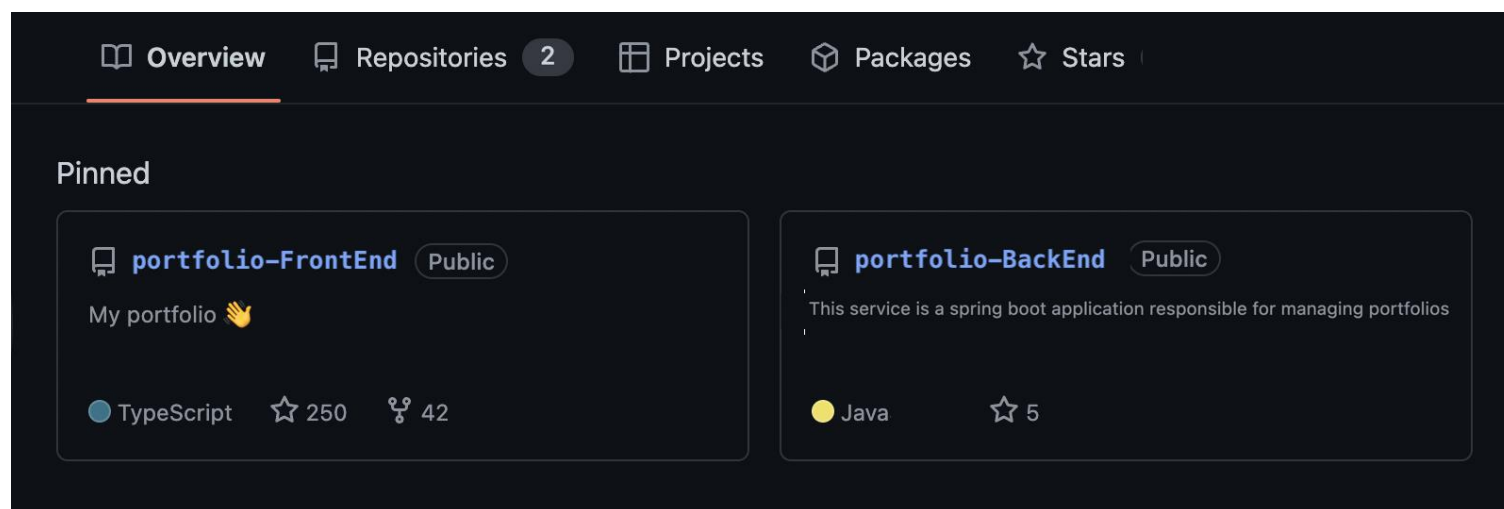 Overview Repositories 2 Projects Packages Stars
Pinned
portfolio-FrontEnd Public
My portfolio 👋
TypeScript 250 42
portfolio-BackEnd Public
This service is a spring boot application responsible for managing portfolios
Java 5